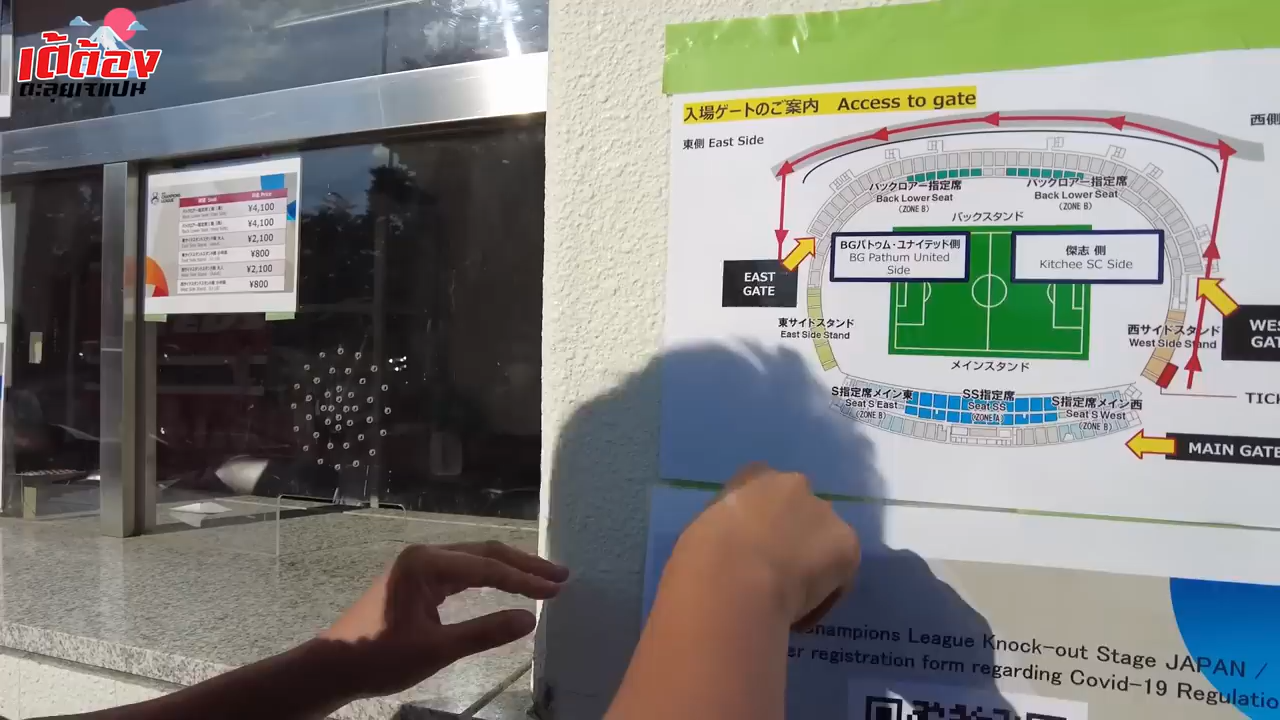 เต้ต้อง
ตะลุยเจแปน
CHAMPIONS
LEAGUE
席種 Seat
料金 Price
¥4,100
¥4,100
¥2,100
¥800
¥2,100
¥800
入場ゲートのご案内 Access to gate
東側 East Side
西側
バックロアー指定席
Back Lower Seat
(ZONE B)
バックロアー指定席
Back Lower Seat
(ZONE B)
バックスタンド
BGパトゥム・ユナイテッド側
BG Pathum United
Side
傑志 側
Kitchee SC Side
EAST
GATE
東サイドスタンド
East Side Stand
西サイドスタンド
West Side Stand
メインスタンド
S指定席メイン東
Seat S East
(ZONE B)
SS指定席
Seat SS
(ZONE A)
S指定席メイン西
Seat S West
(ZONE B)
MAIN GATE
Champions League Knock-out Stage JAPAN /
registration form regarding Covid-19